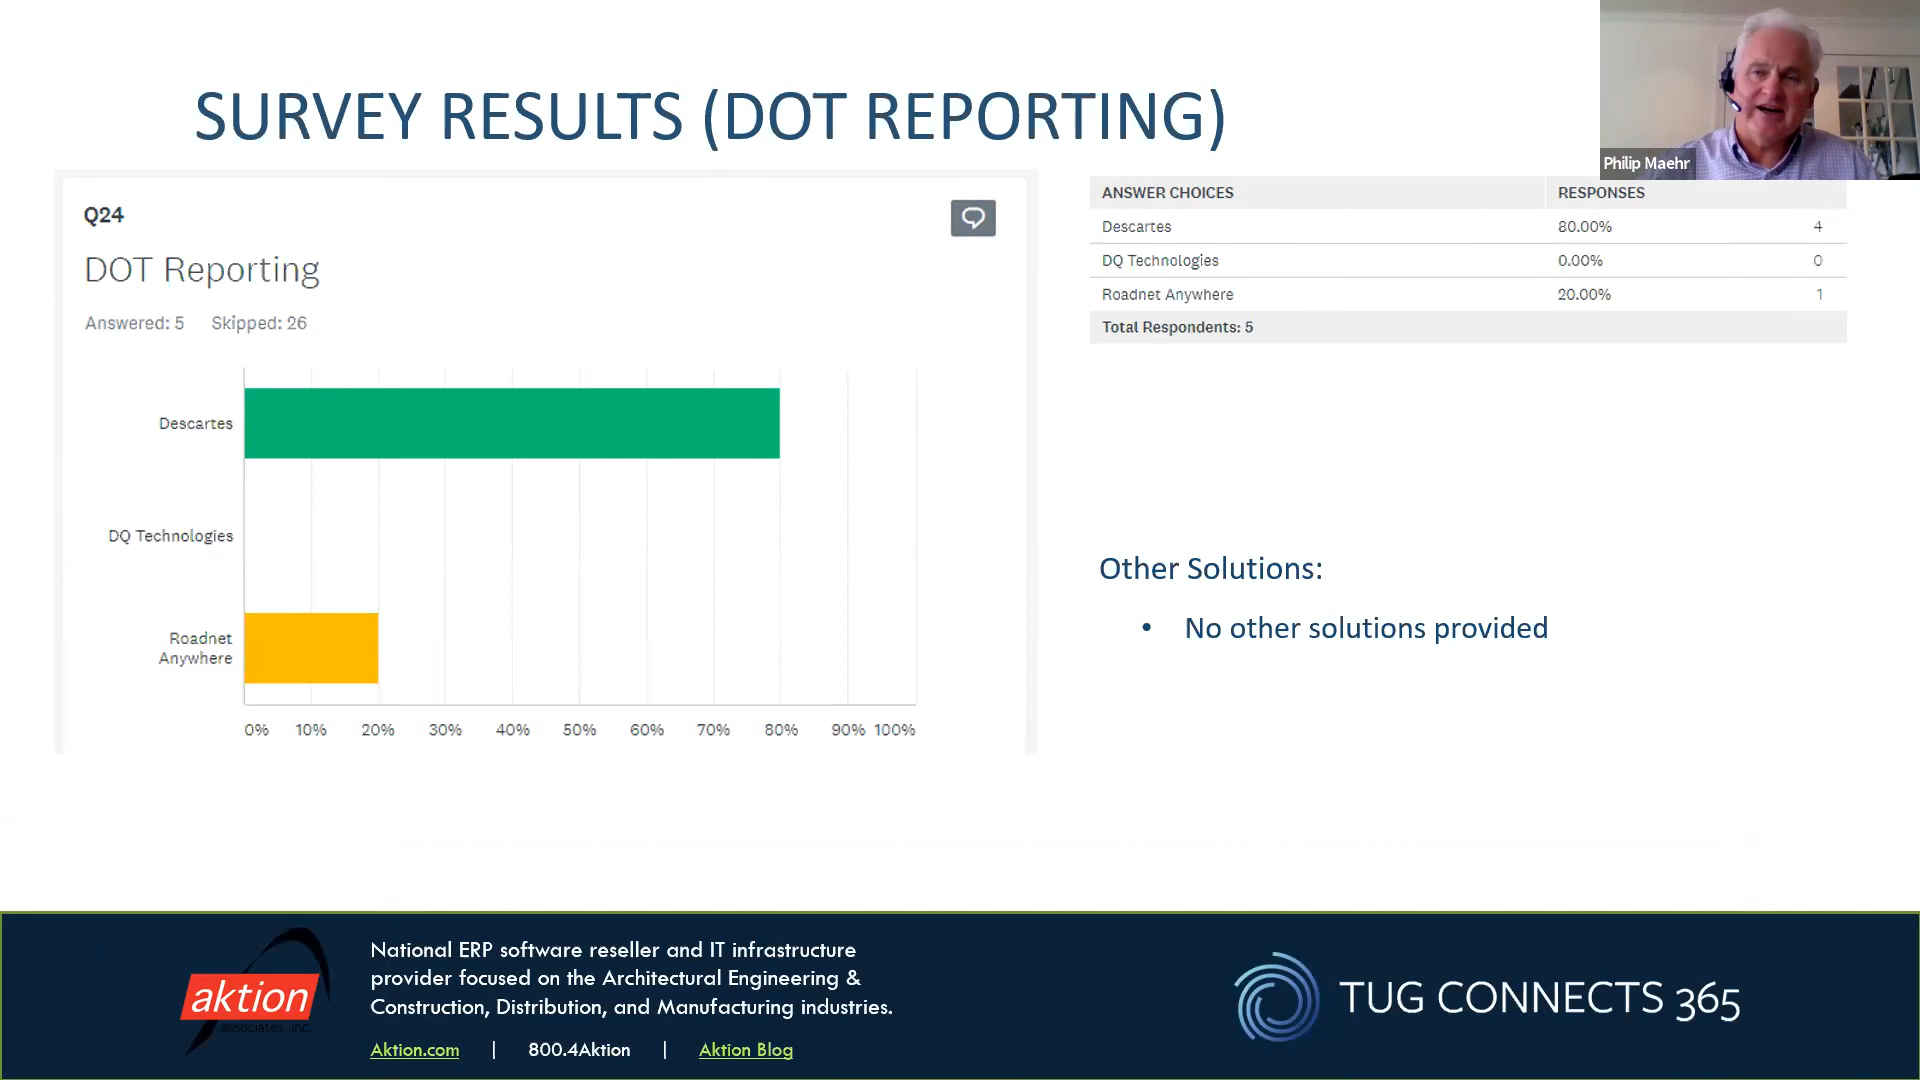 SURVEY RESULTS (DOT REPORTING)
Philip Maehr
Q24
DOT Reporting
Answered: 5 Skipped: 26
Descartes
DQ Technologies
Roadnet
Anywhere
0% 10% 20% 30% 40% 50% 60% 70% 80% 90% 100%
ANSWER CHOICES RESPONSES
Descartes 80.00% 4
DQ Technologies 0.00% 0
Roadnet Anywhere 20.00% 1
Total Respondents: 5
Other Solutions:
• No other solutions provided
aktion
associates, inc.
National ERP software reseller and IT infrastructure
provider focused on the Architectural Engineering &
Construction, Distribution, and Manufacturing industries.
Aktion.com | 800.4Aktion | Aktion Blog
TUG CONNECTS 365